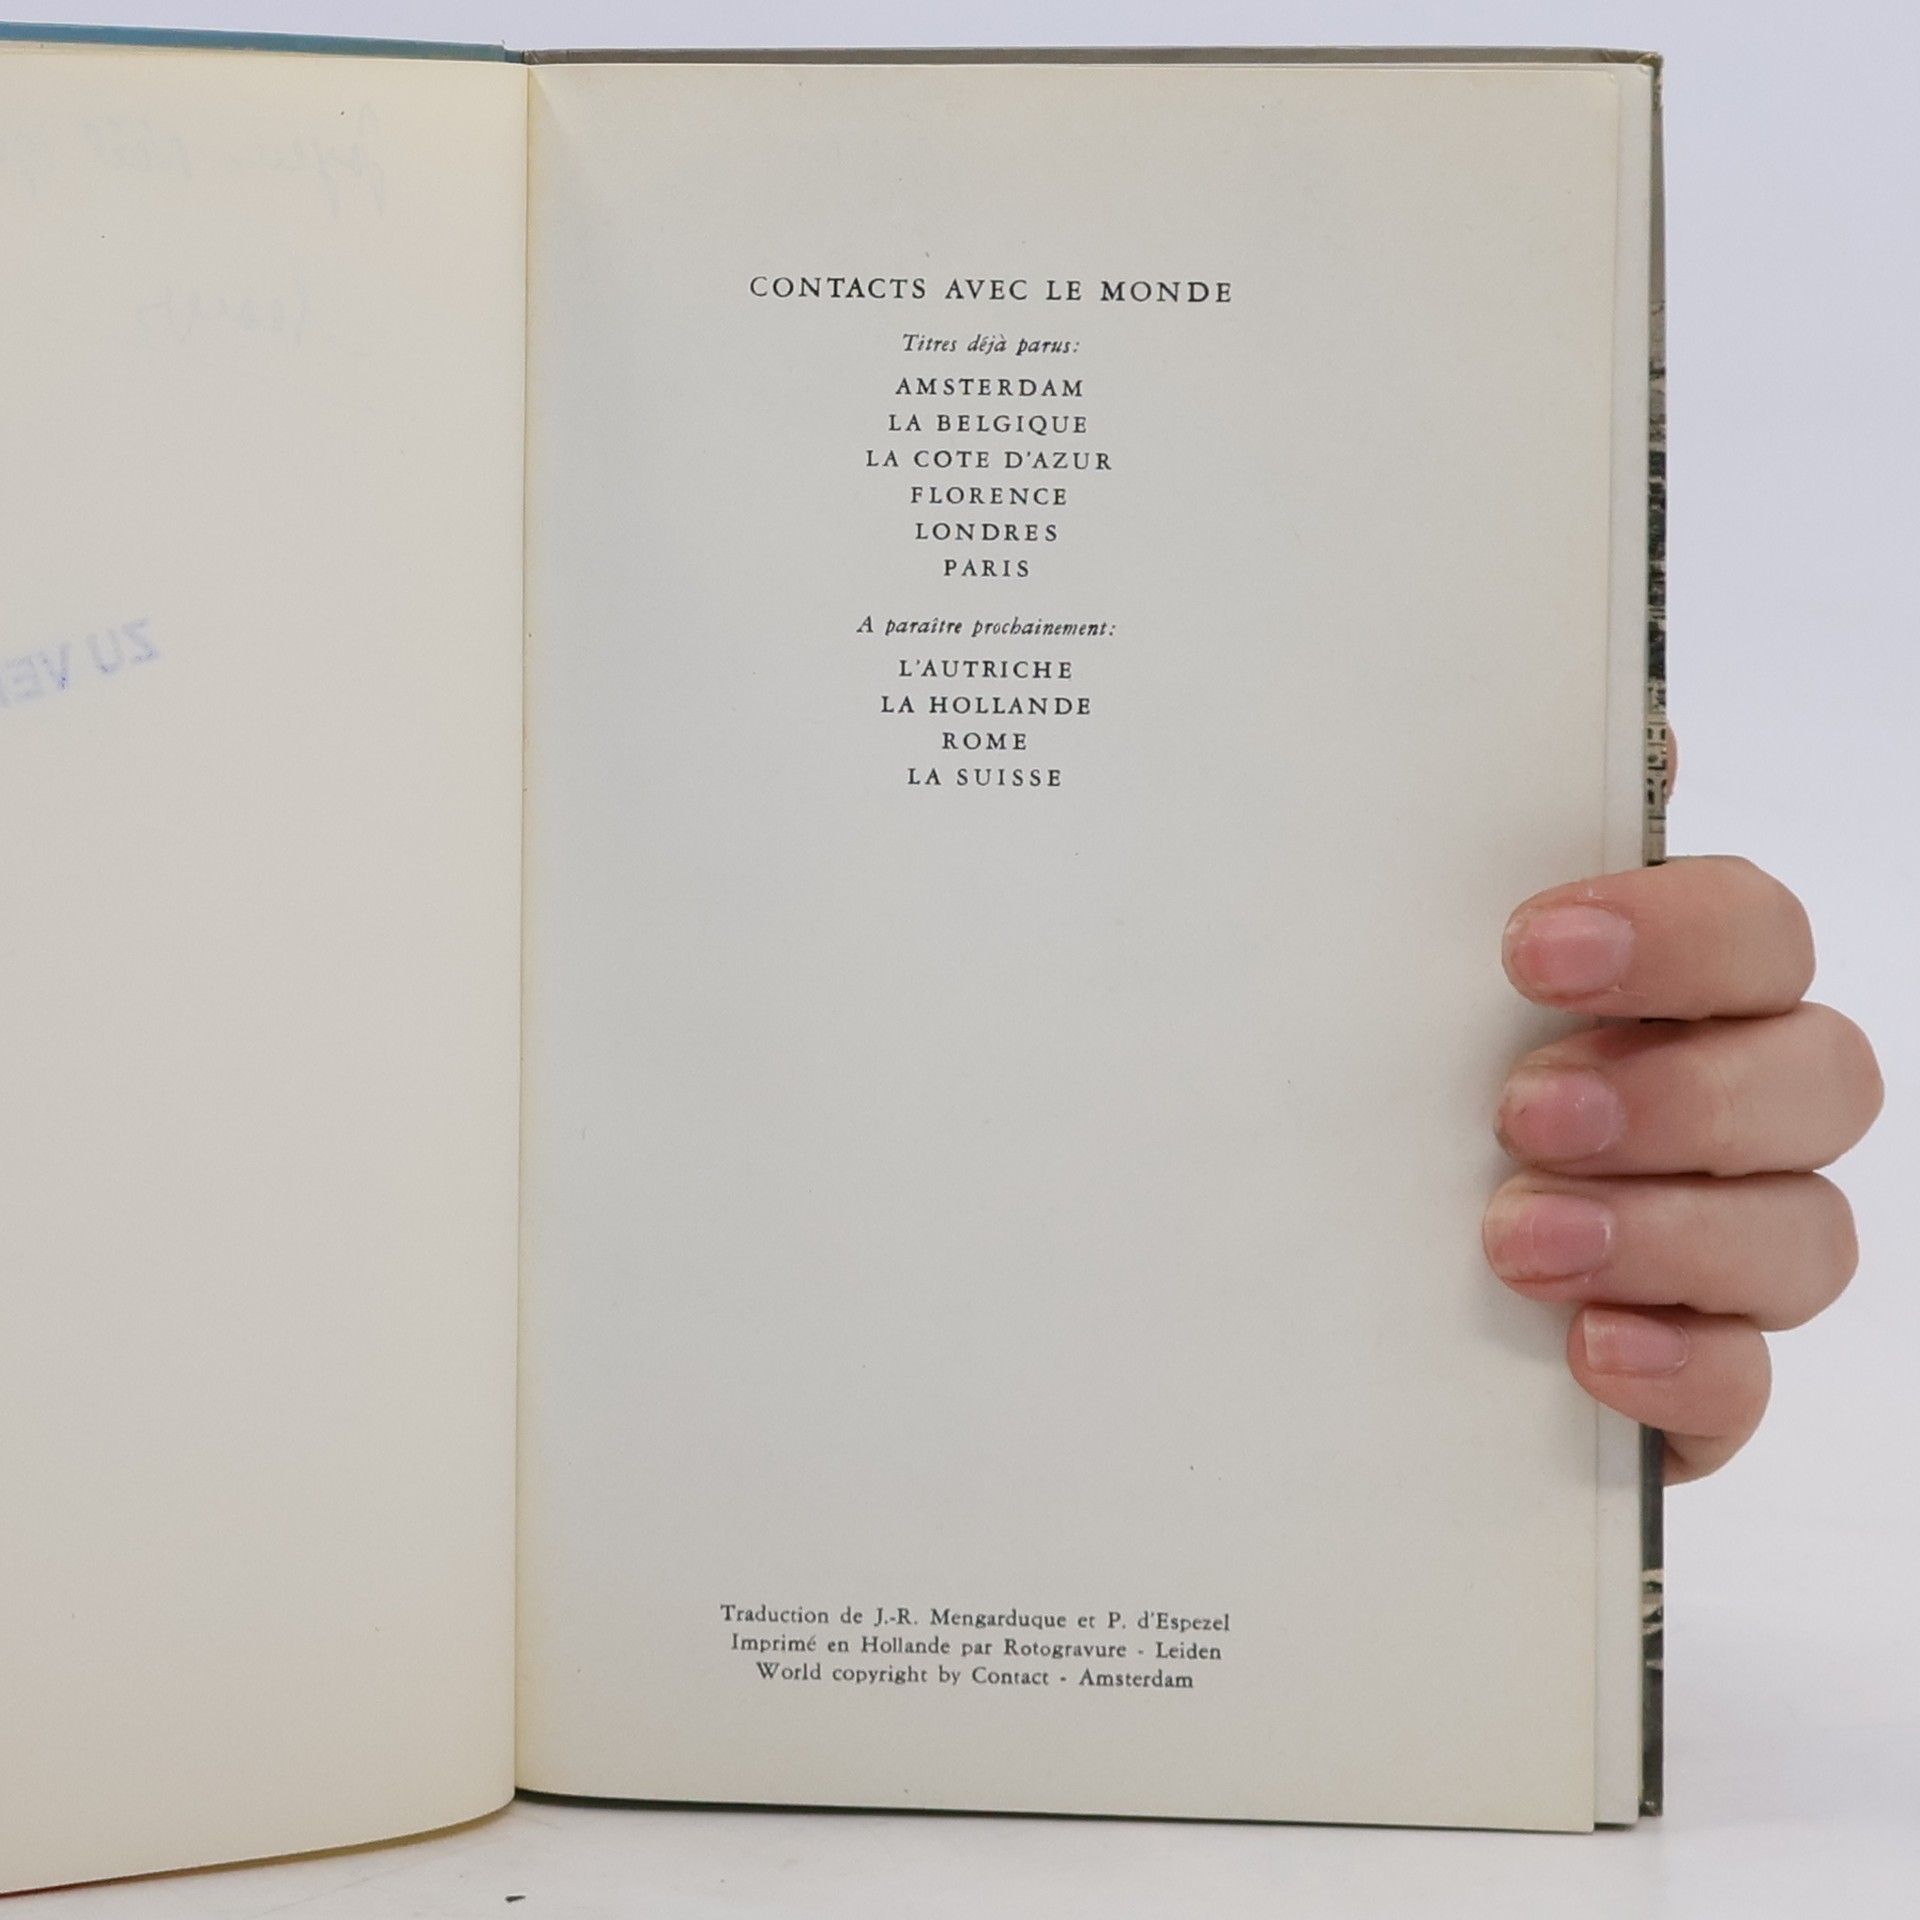 CONTACTS AVEC LE MONDE
Titres déjà parus:
AMSTERDAM
LA BELGIQUE
LA COTE D'AZUR
FLORENCE
LONDRES
PARIS
A paraître prochainement:
L'AUTRICHE
LA HOLLANDE
ROME
LA SUISSE
Traduction de J.-R. Mengarduque et P. d'Espezel
Imprimé en Hollande par Rotogravure - Leiden
World copyright by Contact - Amsterdam
ZU